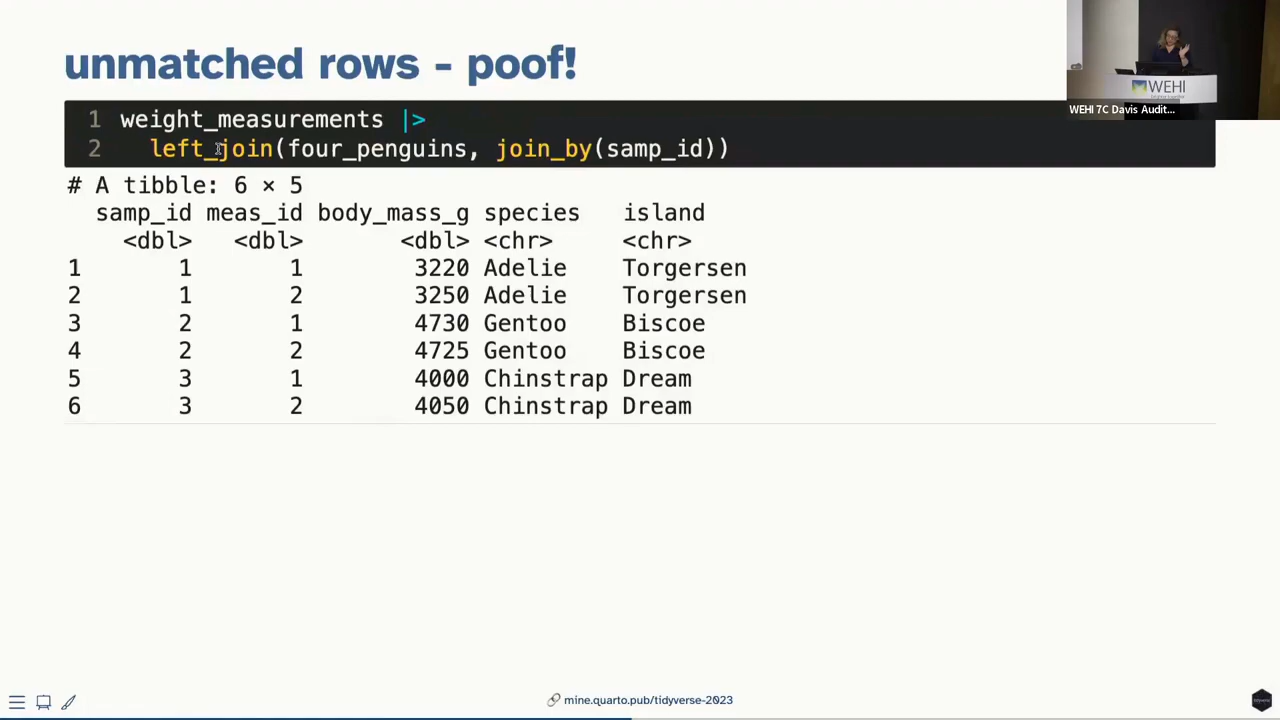 unmatched rows - poof!
1 weight_measurements |>
2 left_join(four_penguins, join_by(samp_id))
# A tibble: 6 × 5
samp_id meas_id body_mass_g species island
<dbl> <dbl> <dbl> <chr> <chr>
1 1 1 3220 Adelie Torgersen
2 1 2 3250 Adelie Torgersen
3 2 1 4730 Gentoo Biscoe
4 2 2 4725 Gentoo Biscoe
5 3 1 4000 Chinstrap Dream
6 3 2 4050 Chinstrap Dream
WEHI
WEHI 7C Davis Audit...
mine.quarto.pub/tidyverse-2023